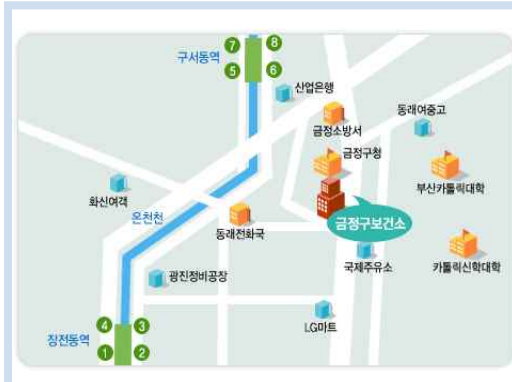 7 8
구서동역
5 6
산업은행
금정소방서
동래여중고
금정구청
부산카톨릭대학
화신여객
온천천
동래전화국
금정구보건소
국제주유소
카톨릭신학대학
광진정비공장
LG마트
4 3
장전동역
1 2